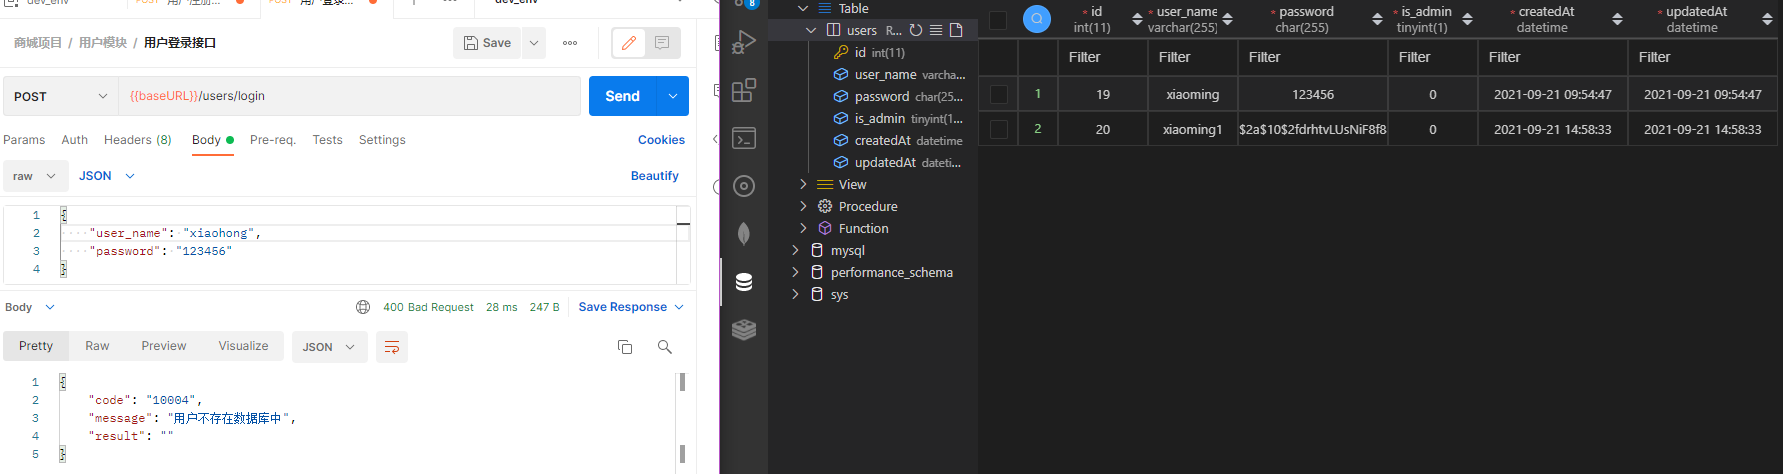 dev_env
POST 用户注册...
POST 用户登录...
dev_env
商城项目 / 用户模块 / 用户登录接口
Save
POST
{{baseURL}}/users/login
Send
Params Auth Headers (8) Body Pre-req. Tests Settings Cookies
raw JSON Beautify
1 {
2 "user_name": "xiaohong",
3 "password": "123456"
4 }
Body
400 Bad Request 28 ms 247 B Save Response
Pretty Raw Preview Visualize JSON
1 {
2 "code": "10004",
3 "message": "用户不存在数据库中",
4 "result": ""
5 }
8
Table
users R...
id int(11)
user_name varcha...
password char(25...
is_admin tinyint(1...
createdAt datetime
updatedAt dateti...
View
Procedure
Function
mysql
performance_schema
sys
* id int(11)
* user_name varchar(255)
* password char(255)
* is_admin tinyint(1)
* createdAt datetime
* updatedAt datetime
Filter Filter Filter Filter Filter Filter
1 19 xiaoming 123456 0 2021-09-21 09:54:47 2021-09-21 09:54:47
2 20 xiaoming1 $2a$10$2fdrhtvLUsNiF8f8 0 2021-09-21 14:58:33 2021-09-21 14:58:33